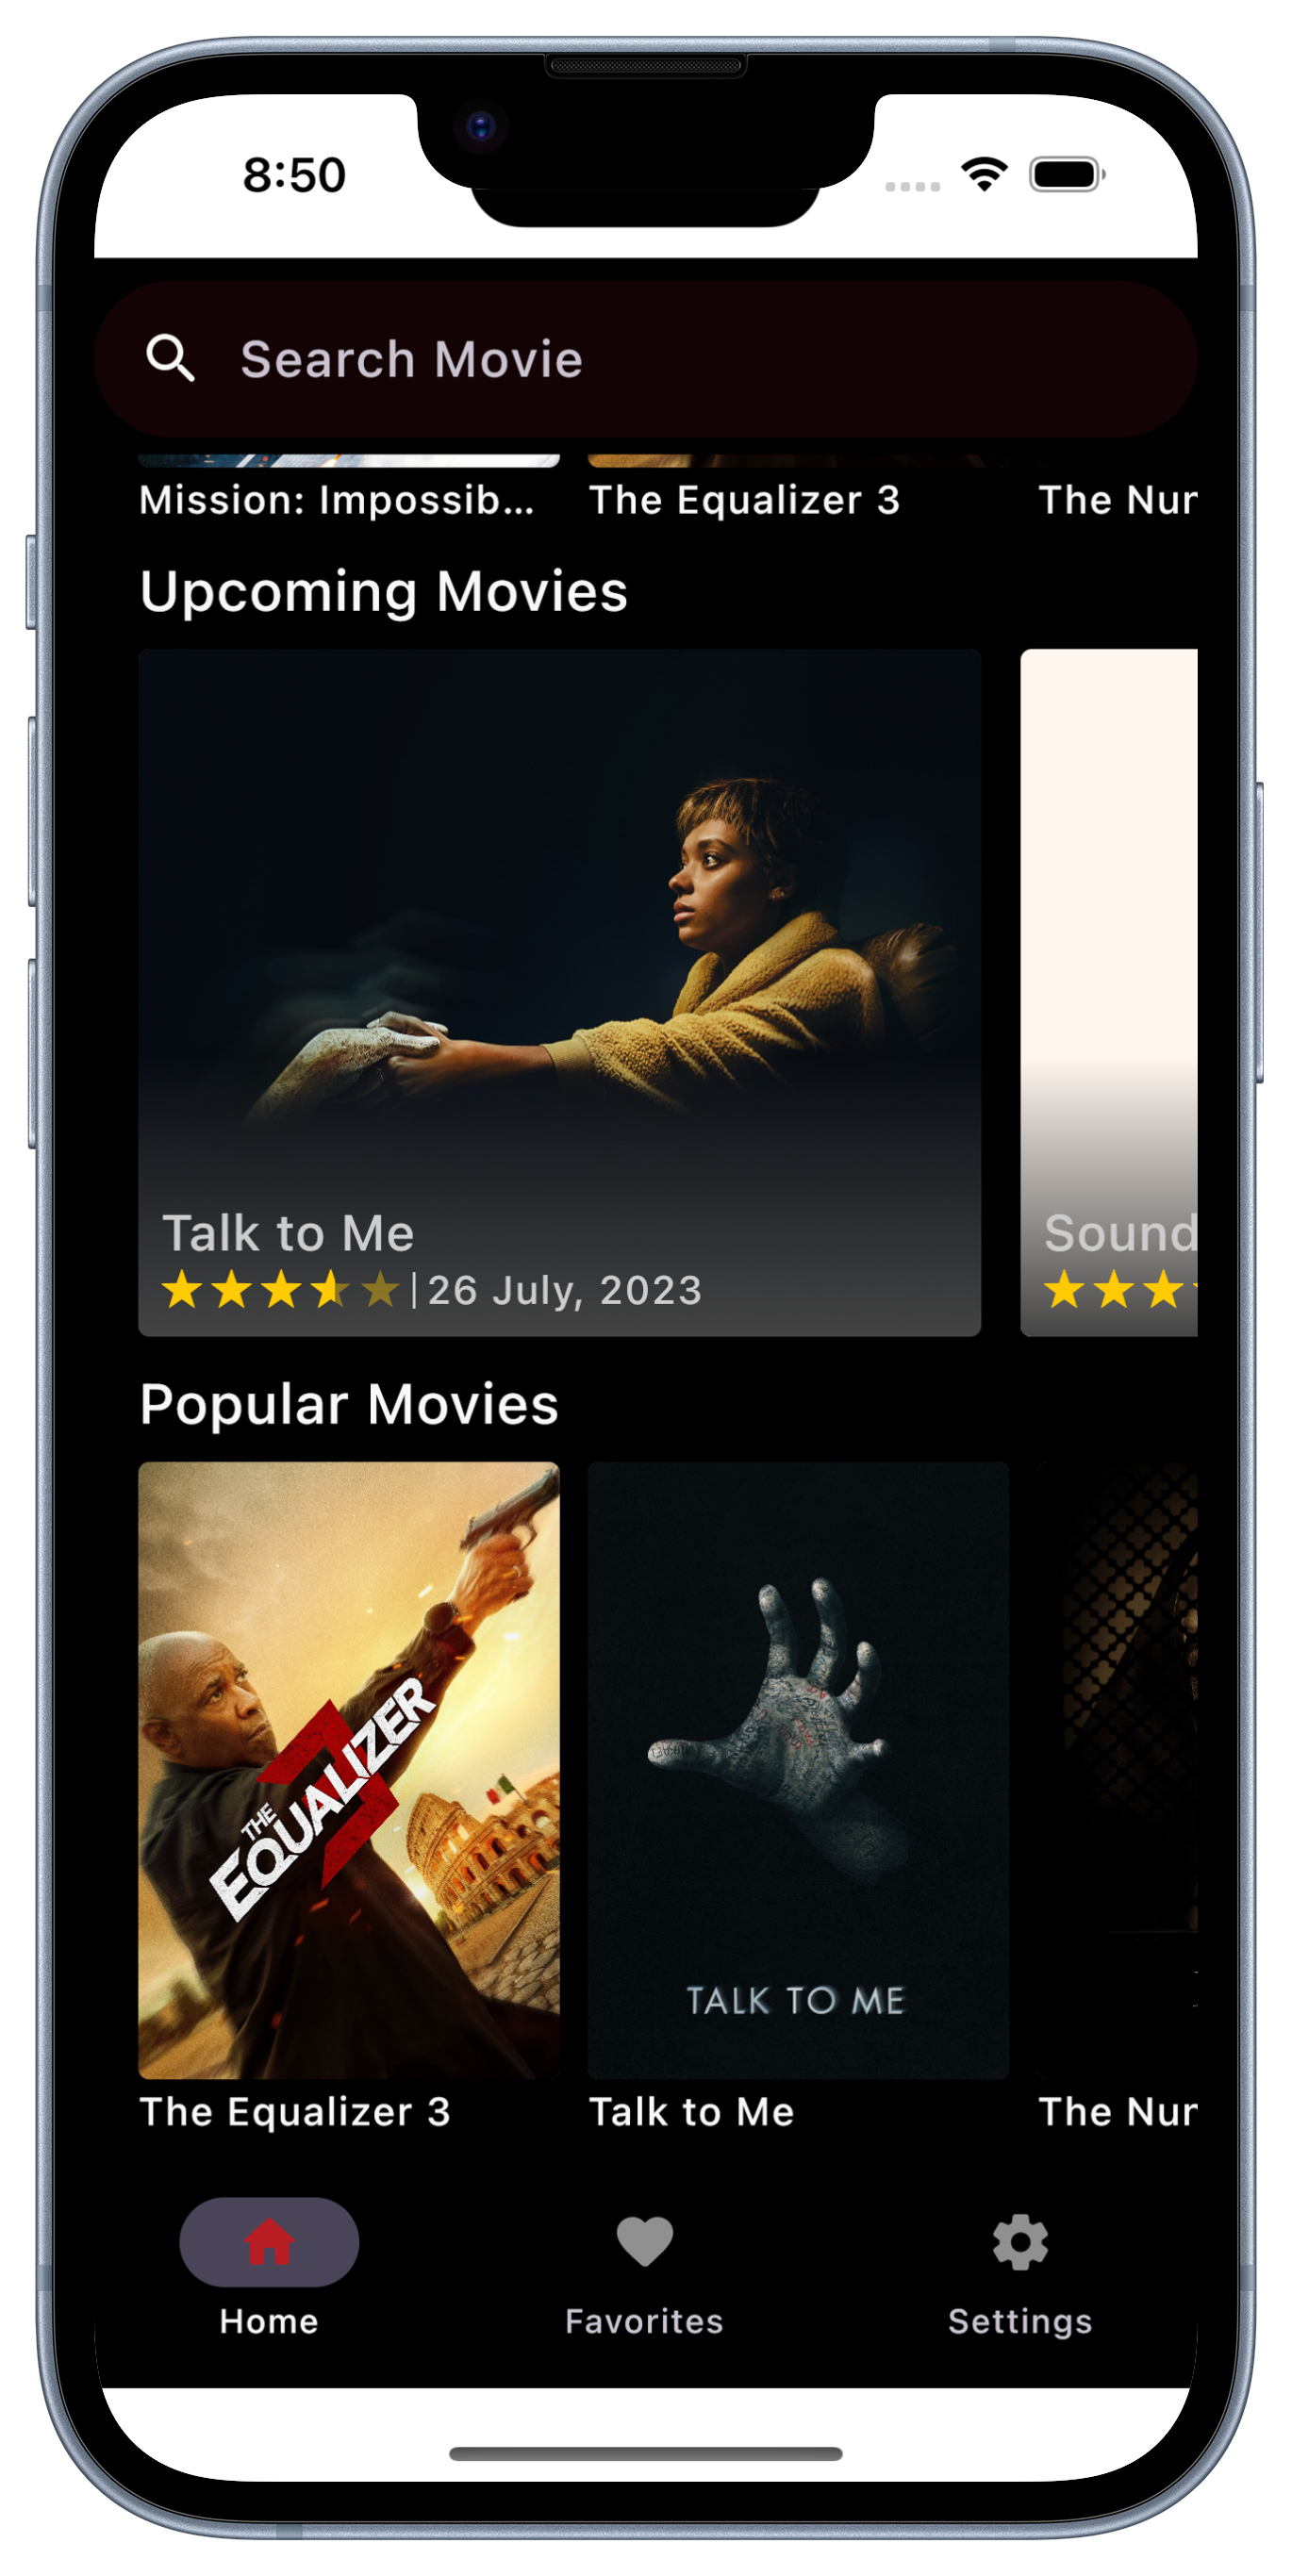 8:50
Search Movie
Mission: Impossib...
The Equalizer 3
The Nur
Upcoming Movies
Talk to Me
26 July, 2023
Sound
Popular Movies
THE
EQUALIZER
3
TALK TO ME
The Equalizer 3
Talk to Me
The Nur
Home
Favorites
Settings